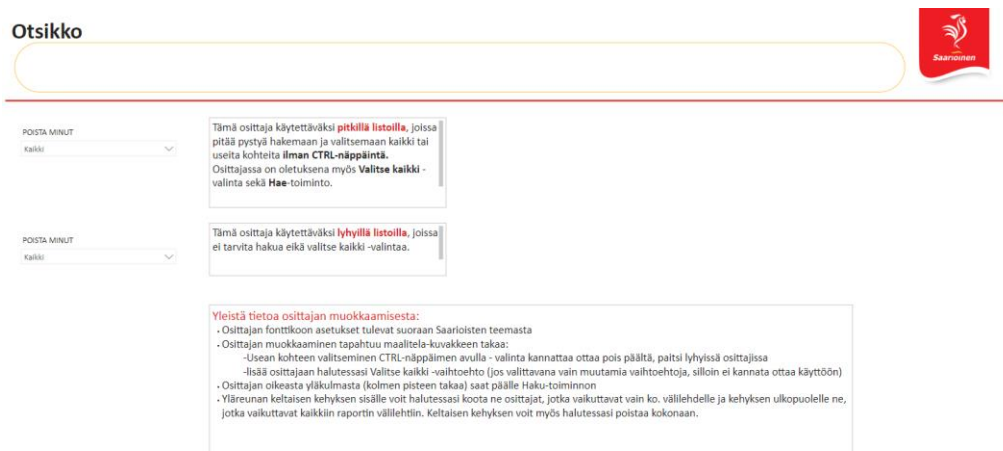 Otsikko
Saarioinen
POISTA MINUT
Kaikki
Tämä osittaja käytettäväksi pitkillä listoilla, joissa
pitää pystyä hakemaan ja valitsemaan kaikki tai
useita kohteita ilman CTRL-näppäintä.
Osittajassa on oletuksena myös Valitse kaikki -
valinta sekä Hae-toiminto.
POISTA MINUT
Kaikki
Tämä osittaja käytettäväksi lyhyillä listoilla, joissa
ei tarvita hakua eikä valitse kaikki -valintaa.
Yleistä tietoa osittajan muokkaamisesta:
• Osittajan fonttikoon asetukset tulevat suoraan Saarioisten teemasta
• Osittajan muokkaaminen tapahtuu maalitela-kuvakkeen takaa:
-Usean kohteen valitseminen CTRL-näppäimen avulla - valinta kannattaa ottaa pois päältä, paitsi lyhyissä osittajissa
-lisää osittajaan halutessasi Valitse kaikki -vaihtoehto (jos valittavana vain muutamia vaihtoehtoja, silloin ei kannata ottaa käyttöön)
• Osittajan oikeasta yläkulmasta (kolmen pisteen takaa) saat päälle Haku-toiminnon
• Yläreunan keltaisen kehyksen sisälle voit halutessasi koota ne osittajat, jotka vaikuttavat vain ko. välilehdelle ja kehyksen ulkopuolelle ne,
jotka vaikuttavat kaikkiin raportin välilehtiin. Keltaisen kehyksen voit myös halutessasi poistaa kokonaan.